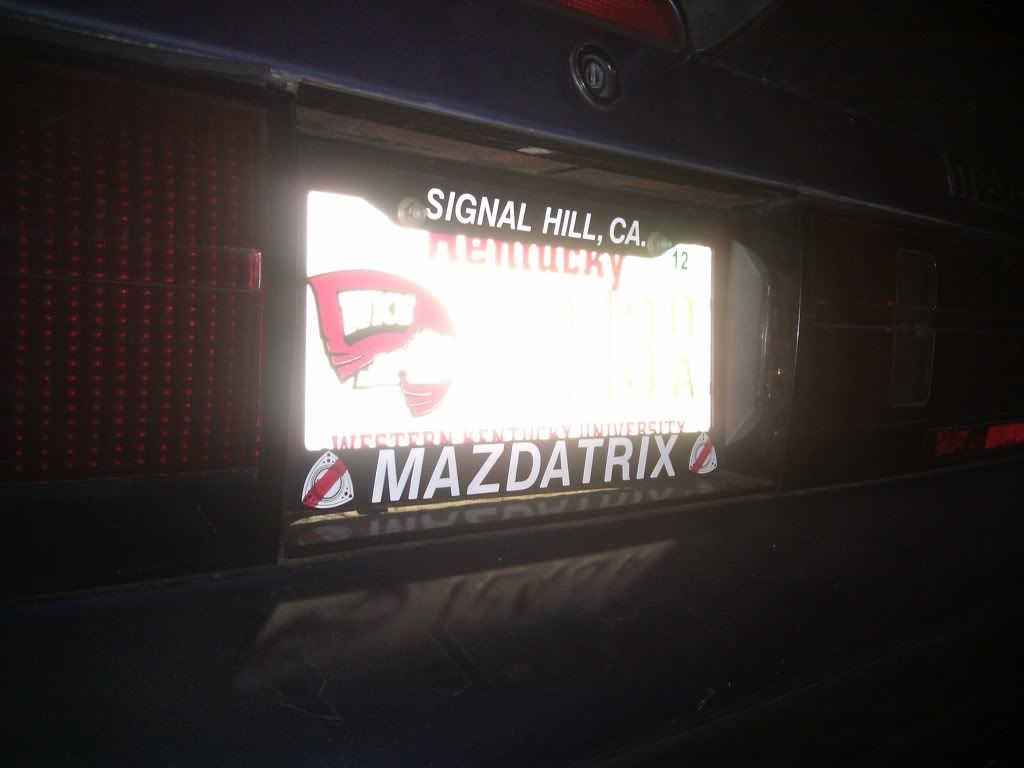 SIGNAL HILL, CA.
Kentucky
12
WKU
WESTERN KENTUCKY UNIVERSITY
MAZDATRIX